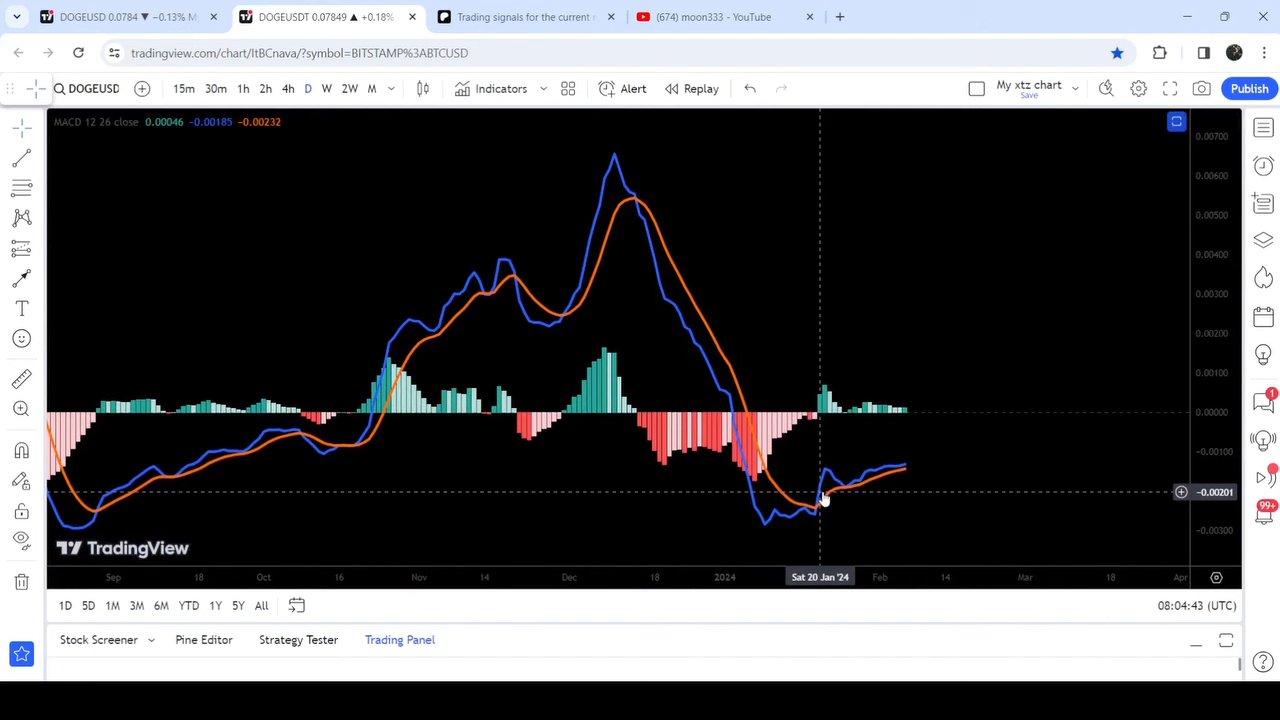 DOGEUSDT 0.0784 ▼ −0.13% M
DOGEUSDT 0.07849 ▲ +0.18%
Trading signals for the current
(674) moon333 - YouTube
tradingview.com/chart/ItBCnava/?symbol=BITSTAMP%3ABTCUSD
DOGEUSD 15m 30m 1h 2h 4h D W 2W M Indicators Alert Replay My xtz chart Save Publish
MACD 12 26 close 0.00046 −0.00185 −0.00232
0.00700
0.00600
0.00500
0.00400
0.00300
0.00200
0.00100
0.00000
−0.00100
−0.00201
−0.00300
1
99+
TradingView
Sep 18 Oct 16 Nov 14 Dec 18 2024 Sat 20 Jan '24 Feb 14 Mar 18 Apr
1D 5D 1M 3M 6M YTD 1Y 5Y All 08:04:43 (UTC)
Stock Screener Pine Editor Strategy Tester Trading Panel